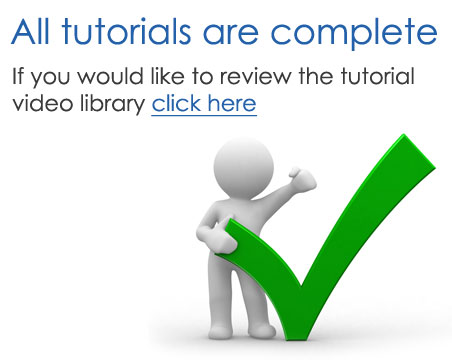 All tutorials are complete
If you would like to review the tutorial
video library click here